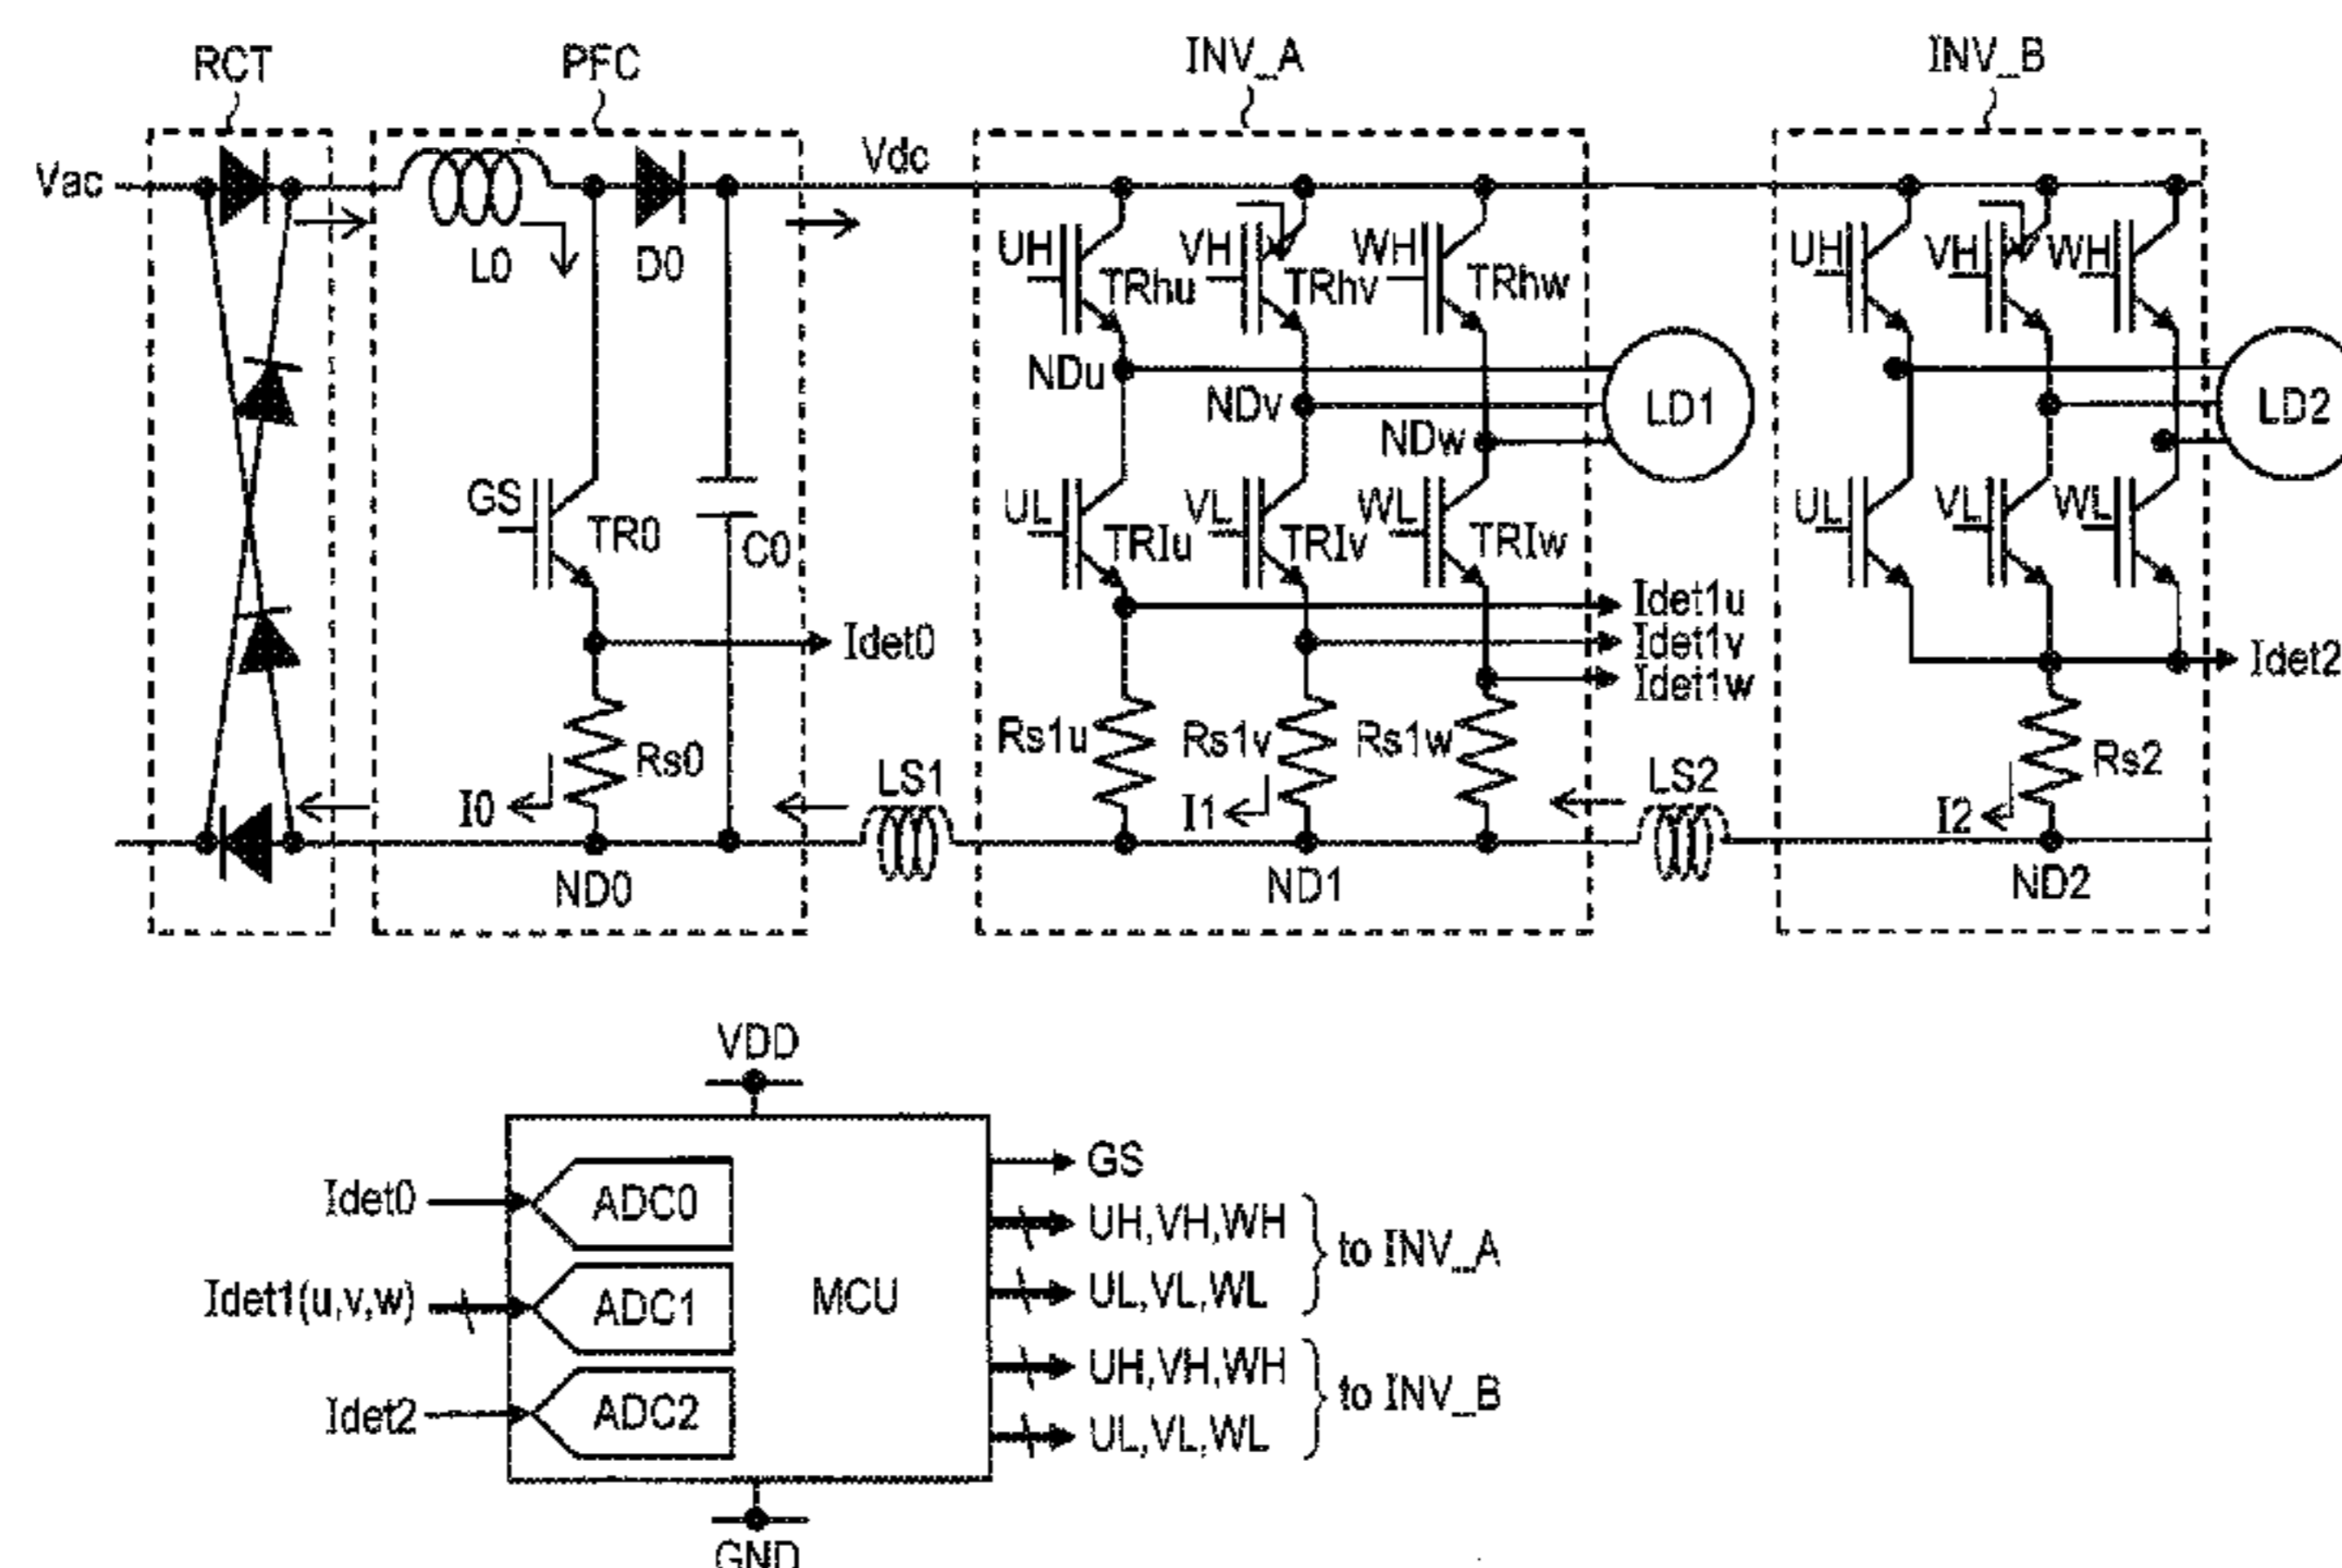 RCT PFC INV_A INV_B
Vac Vdc
L0 D0
UH TRhu VH TRhv WH TRhw UH VH WH
NDu NDv NDw LD1 LD2
GS TR0 C0 UL TRIu VL TRIv WL TRIw UL VL WL
Idet0 Idet1u
Idet1v
Idet1w
Idet2
I0 Rs0 LS1 Rs1u Rs1v Rs1w I1 LS2 I2 Rs2
ND0 ND1 ND2
VDD
Idet0 ADC0 GS
UH,VH,WH
to INV_A
Idet1(u,v,w) ADC1 MCU UL,VL,WL
UH,VH,WH
to INV_B
Idet2 ADC2 UL,VL,WL
GND